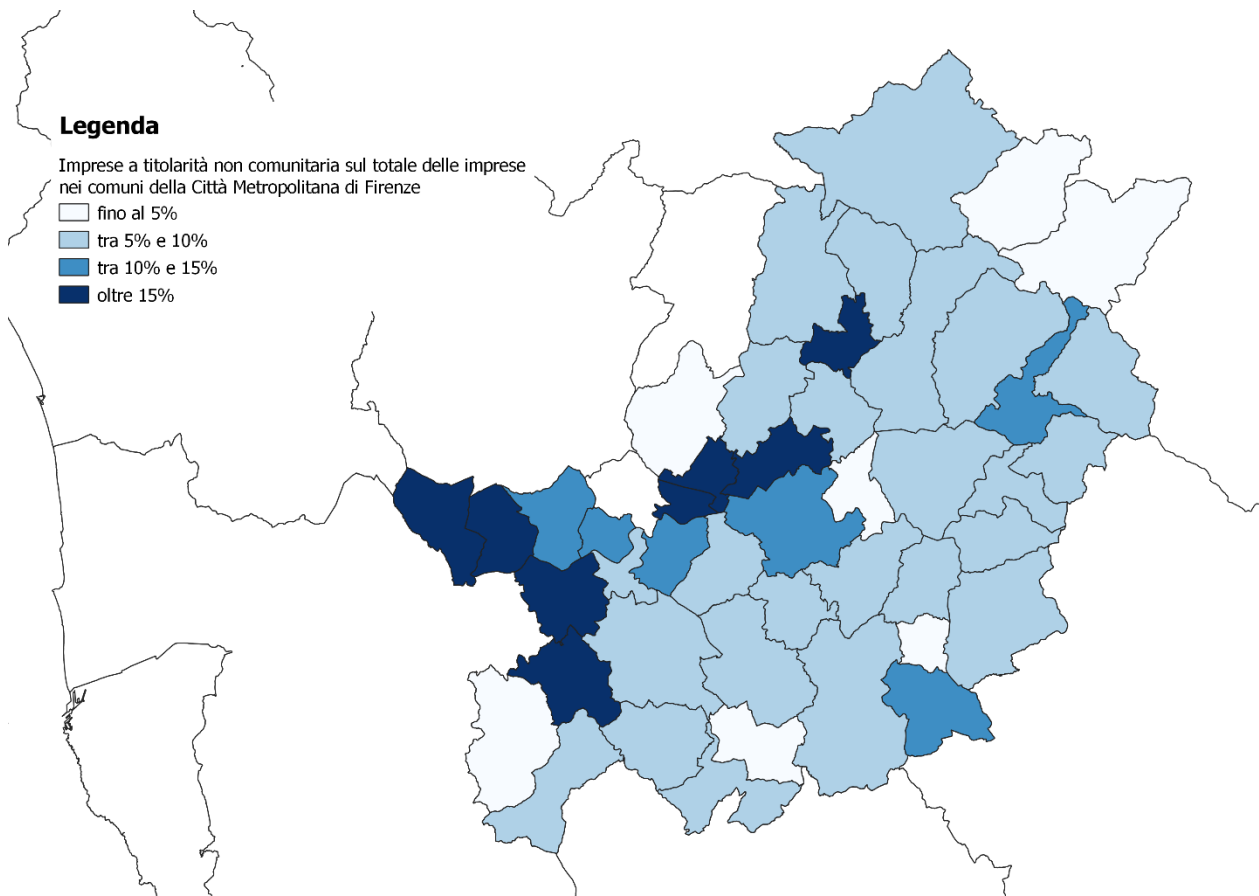 Legenda
Imprese a titolarità non comunitaria sul totale delle imprese
nei comuni della Città Metropolitana di Firenze
fino al 5%
tra 5% e 10%
tra 10% e 15%
oltre 15%